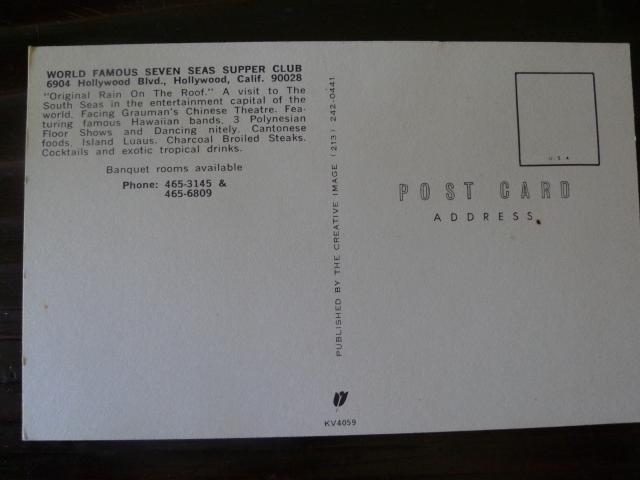 WORLD FAMOUS SEVEN SEAS SUPPER CLUB
6904 Hollywood Blvd., Hollywood, Calif. 90028
"Original Rain On The Roof." A visit to The
South Seas in the entertainment capital of the
world. Facing Grauman's Chinese Theatre. Fea-
turing famous Hawaiian bands. 3 Polynesian
Floor Shows and Dancing nitely. Cantonese
foods. Island Luaus. Charcoal Broiled Steaks.
Cocktails and exotic tropical drinks.
Banquet rooms available
Phone: 465-3145 &
465-6809
PUBLISHED BY THE CREATIVE IMAGE (213) 242-0441
KV4059
U.S.A
POST CARD
ADDRESS